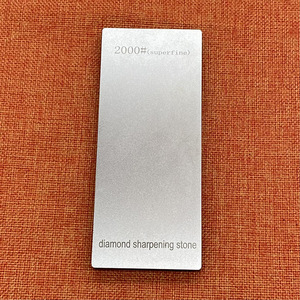 2000#(superfine)
diamond sharpening stone